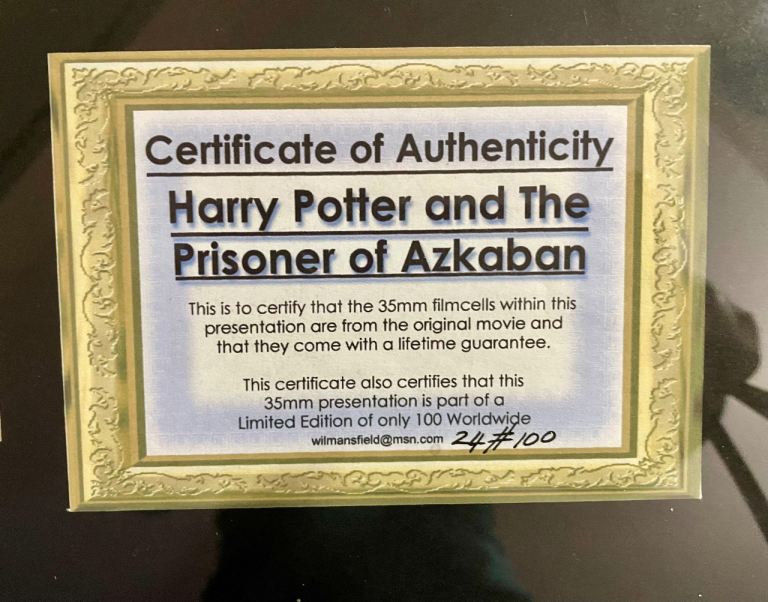 Certificate of Authenticity
Harry Potter and The
Prisoner of Azkaban
This is to certify that the 35mm filmcells within this
presentation are from the original movie and
that they come with a lifetime guarantee.
This certificate also certifies that this
35mm presentation is part of a
Limited Edition of only 100 Worldwide
wilmansfield@msn.com 24#100